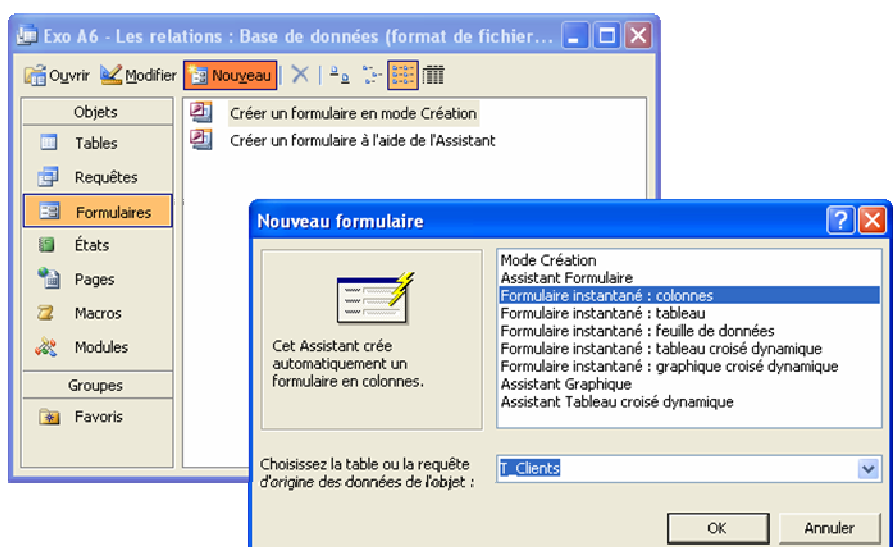 Exo A6 - Les relations : Base de données (format de fichier...
Ouvrir Modifier Nouveau
Objets
Tables
Requêtes
Formulaires
États
Pages
Macros
Modules
Groupes
Favoris
Créer un formulaire en mode Création
Créer un formulaire à l'aide de l'Assistant
Nouveau formulaire
Cet Assistant crée
automatiquement un
formulaire en colonnes.
Mode Création
Assistant Formulaire
Formulaire instantané : colonnes
Formulaire instantané : tableau
Formulaire instantané : feuille de données
Formulaire instantané : tableau croisé dynamique
Formulaire instantané : graphique croisé dynamique
Assistant Graphique
Assistant Tableau croisé dynamique
Choisissez la table ou la requête
d'origine des données de l'objet :
T_Clients
OK Annuler